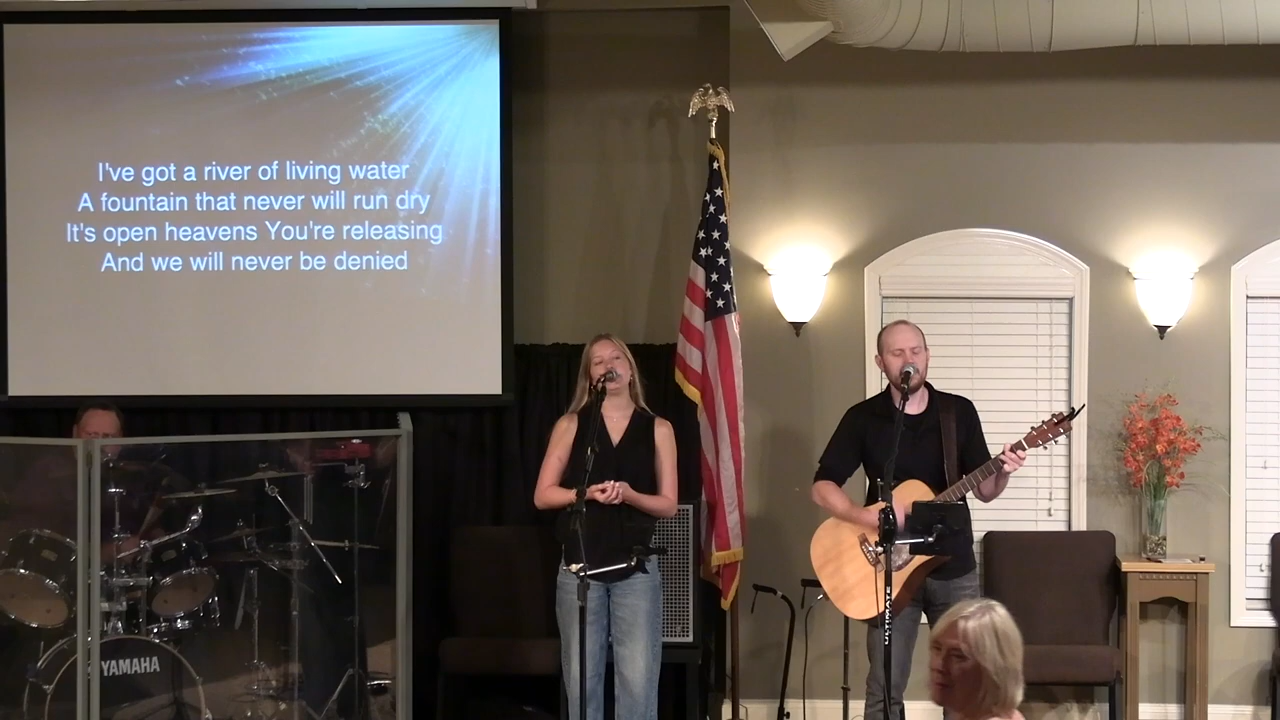 I've got a river of living water
A fountain that never will run dry
It's open heavens You're releasing
And we will never be denied
YAMAHA
ULTIMATE